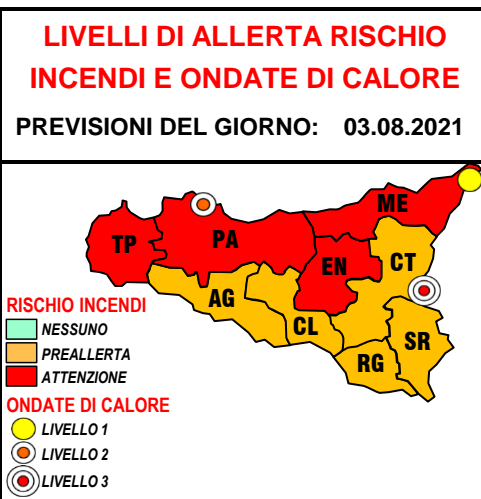 LIVELLI DI ALLERTA RISCHIO
INCENDI E ONDATE DI CALORE
PREVISIONI DEL GIORNO: 03.08.2021
ME
TP
PA
EN
CT
AG
CL
SR
RG
RISCHIO INCENDI
NESSUNO
PREALLERTA
ATTENZIONE
ONDATE DI CALORE
LIVELLO 1
LIVELLO 2
LIVELLO 3